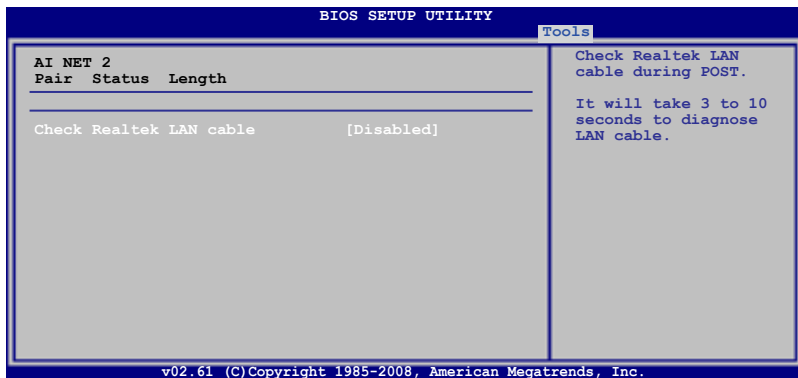 BIOS SETUP UTILITY
Tools
AI NET 2
Pair Status Length
Check Realtek LAN cable [Disabled]
Check Realtek LAN
cable during POST.
It will take 3 to 10
seconds to diagnose
LAN cable.
v02.61 (C)Copyright 1985-2008, American Megatrends, Inc.